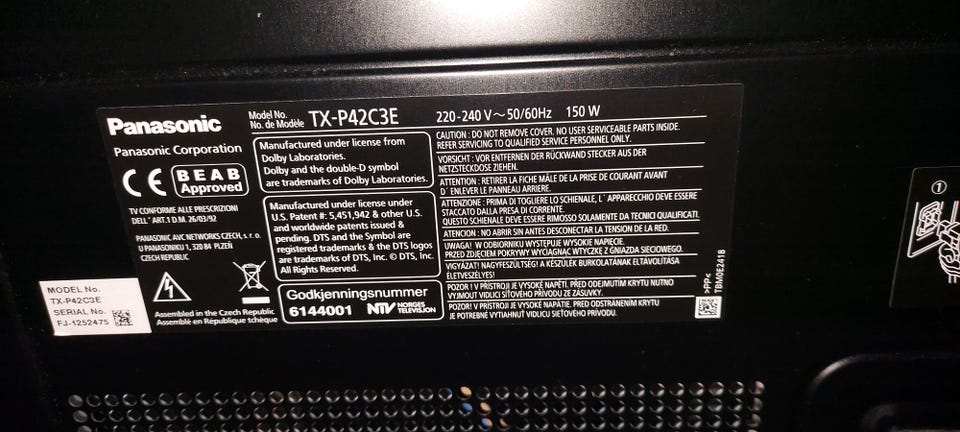 Panasonic
Panasonic Corporation
CE
BEAB
Approved
TV CONFORME ALLE PRESCRIZIONI
DELL' ART.1 D.M. 26/03/92
PANASONIC AVC NETWORKS CZECH, s. r. o.
U PANASONIKU 1, 320 84 PLZEŇ
CZECH REPUBLIC
Assembled in the Czech Republic
Assemblé en République tchèque
MODEL No.
TX-P42C3E
SERIAL No.
FJ-1252475
Model No.
No. de Modèle
TX-P42C3E
220-240 V~50/60Hz 150 W
Manufactured under license from
Dolby Laboratories.
Dolby and the double-D symbol
are trademarks of Dolby Laboratories.
Manufactured under license under
U.S. Patent #: 5,451,942 & other U.S.
and worldwide patents issued &
pending. DTS and the Symbol are
registered trademarks & the DTS logos
are trademarks of DTS, Inc. © DTS, Inc.
All Rights Reserved.
Godkjenningsnummer
6144001 NTV NORGES
TELEVISJON
CAUTION : DO NOT REMOVE COVER. NO USER SERVICEABLE PARTS INSIDE.
REFER SERVICING TO QUALIFIED SERVICE PERSONNEL ONLY.
VORSICHT : VOR ENTFERNEN DER RÜCKWAND STECKER AUS DER
NETZSTECKDOSE ZIEHEN.
ATTENTION : RETIRER LA FICHE MÂLE DE LA PRISE DE COURANT AVANT
D' ENLEVER LE PANNEAU ARRIERE.
ATTENZIONE : PRIMA DI TOGLIERE LO SCHIENALE, L' APPARECCHIO DEVE ESSERE
STACCATO DALLA PRESA DI CORRENTE.
QUESTO SCHIENALE DEVE ESSERE RIMOSSO SOLAMENTE DA TECNICI QUALIFICATI.
ATENCION : NO ABRIR SIN ANTES DESCONECTAR LA TENSION DE LA RED.
UWAGA! W ODBIORNIKU WYSTEPUJE WYSOKIE NAPIECIE.
PRZED ZDJECIEM POKRYWY WYCIAGNAC WTYCZKE Z GNIAZDA SIECIOWEGO.
VIGYÁZAT! NAGYFESZÜLTSÉG! A KÉSZÜLÉK BURKOLATÁNAK ELTÁVOLÍTÁSA
ÉLETVESZÉLYES!
POZOR ! V PŘÍSTROJI JE VYSOKÉ NAPĚTÍ. PŘED ODEJMUTÍM KRYTU NUTNO
VYJMOUT VIDLICI SÍŤOVÉHO PŘÍVODU ZE ZÁSUVKY.
POZOR! V PRÍSTROJI JE VYSOKÉ NAPÄTIE. PRED ODSTRÁNENÍM KRYTU
JE POTREBNÉ VYTIAHNUŤ VIDLICU SIEŤOVÉHO PRÍVODU.
>PP<
TBM0E2418
①